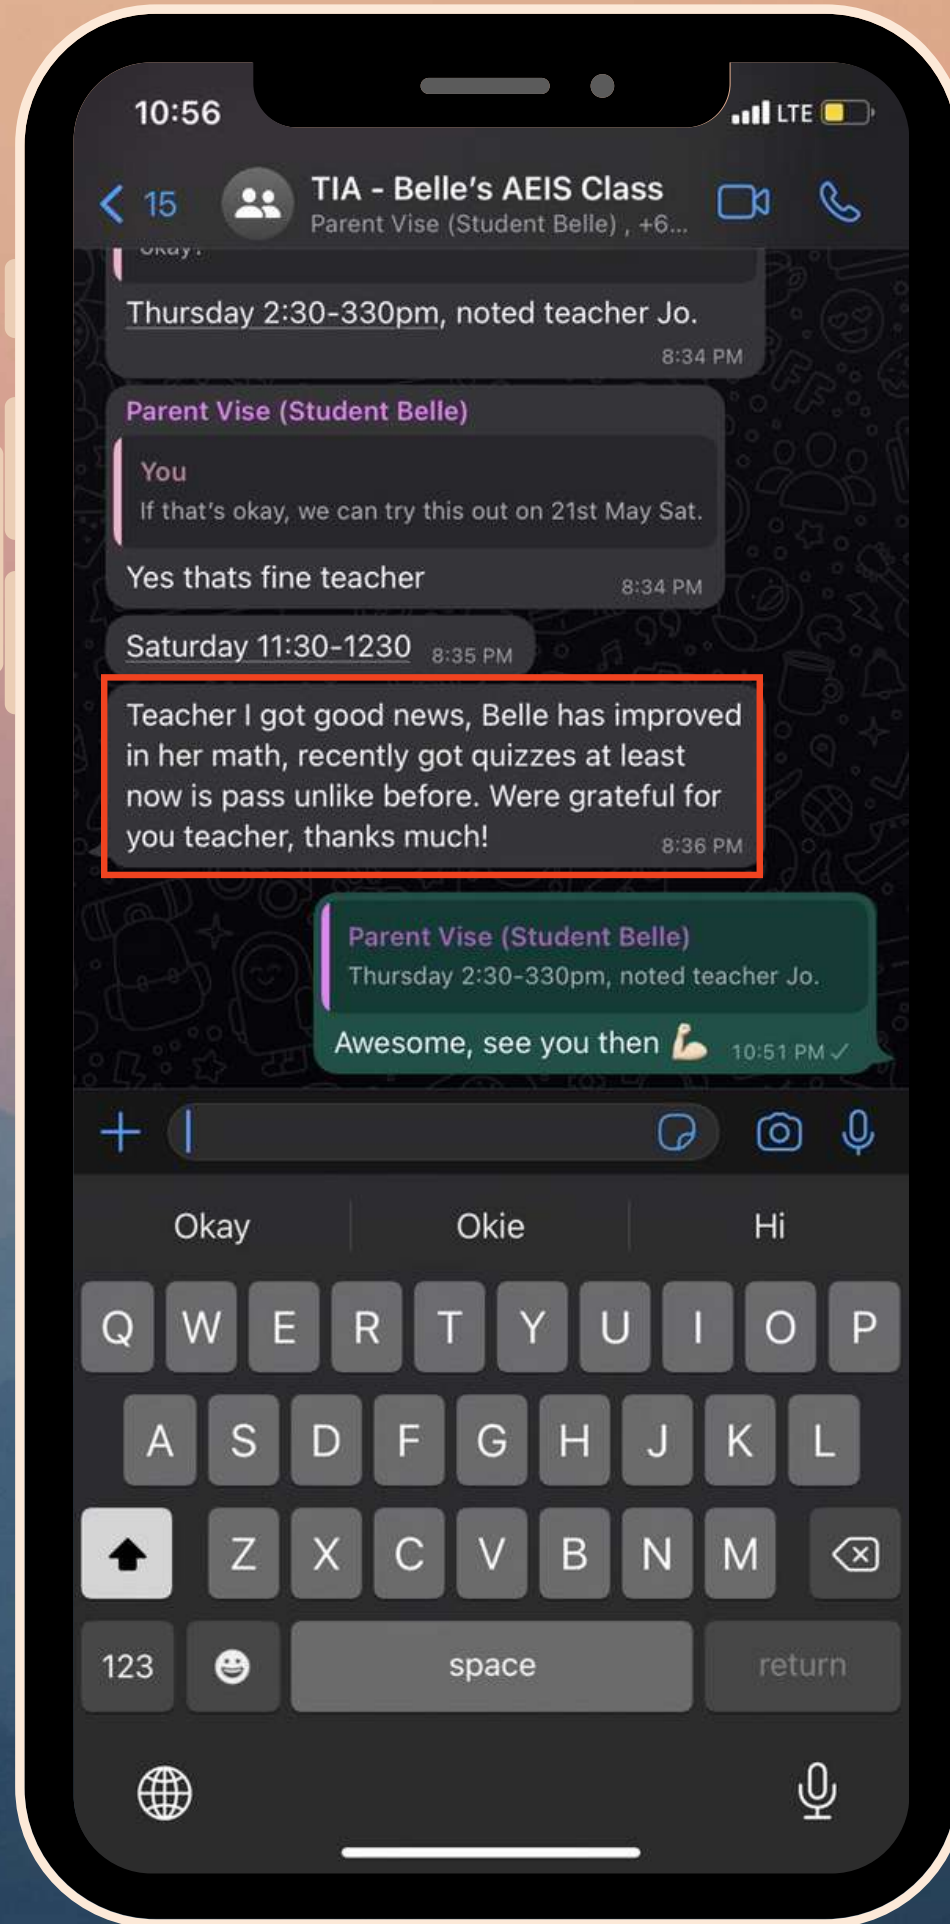 10:56
LTE
15
TIA - Belle's AEIS Class
Parent Vise (Student Belle) , +6...
okay?
Thursday 2:30-330pm, noted teacher Jo.
8:34 PM
Parent Vise (Student Belle)
You
If that's okay, we can try this out on 21st May Sat.
Yes thats fine teacher
8:34 PM
Saturday 11:30-1230
8:35 PM
Teacher I got good news, Belle has improved
in her math, recently got quizzes at least
now is pass unlike before. Were grateful for
you teacher, thanks much!
8:36 PM
Parent Vise (Student Belle)
Thursday 2:30-330pm, noted teacher Jo.
Awesome, see you then 💪🏻
10:51 PM
Okay Okie Hi
Q W E R T Y U I O P
A S D F G H J K L
Z X C V B N M
123 space return